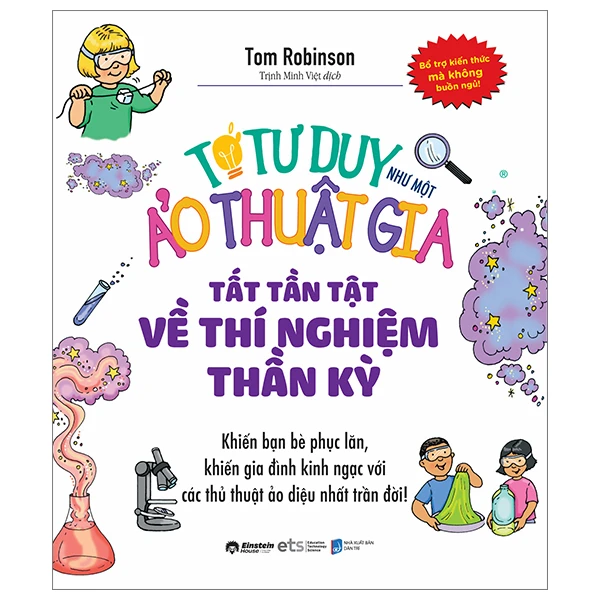 Tom Robinson
Trịnh Minh Việt dịch
Bổ trợ kiến thức
mà không
buồn ngủ!
TỚ TƯ DUY
NHƯ MỘT
ẢO THUẬT GIA
®
TẤT TẦN TẬT
VỀ THÍ NGHIỆM
THẦN KỲ
Khiến bạn bè phục lăn,
khiến gia đình kinh ngạc với
các thủ thuật ảo diệu nhất trần đời!
Einstein
House
ets
Education
Technology
Science
NHÀ XUẤT BẢN
DÂN TRÍ